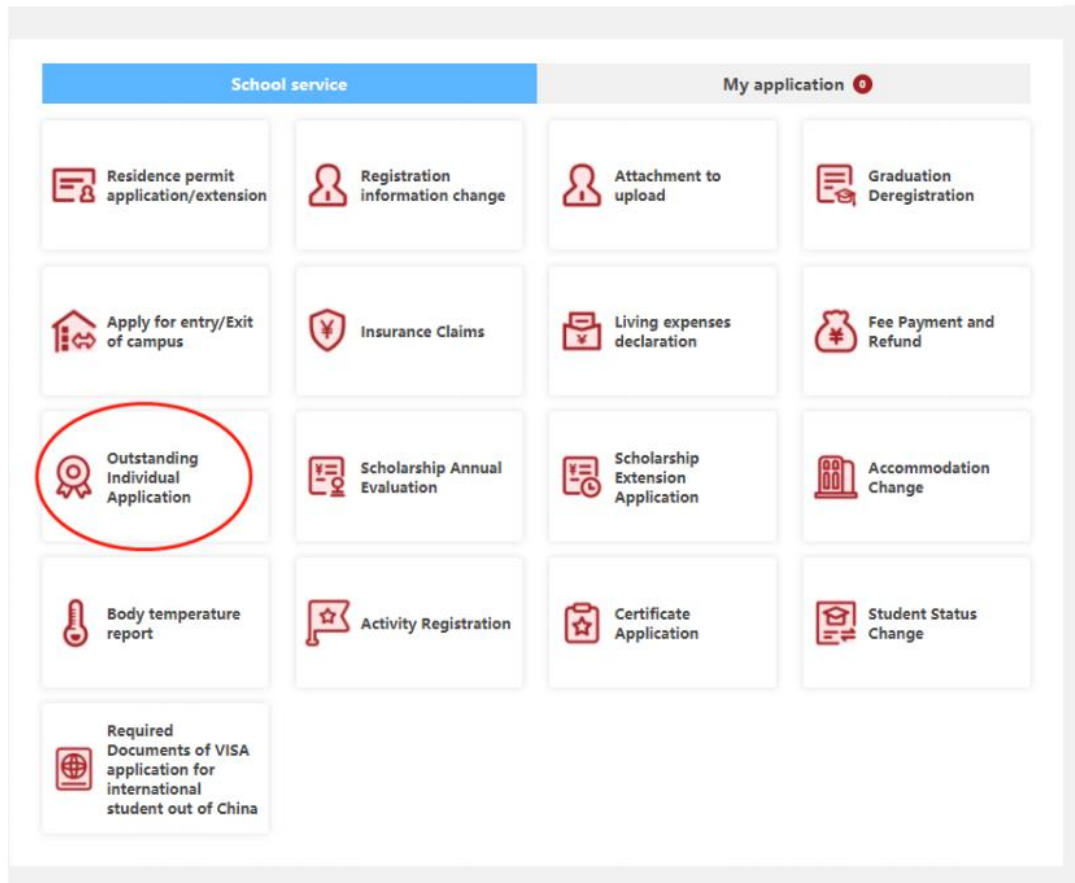 School service
My application 0
Residence permit
application/extension
Registration
information change
Attachment to
upload
Graduation
Deregistration
Apply for entry/Exit
of campus
Insurance Claims
Living expenses
declaration
Fee Payment and
Refund
Outstanding
Individual
Application
Scholarship Annual
Evaluation
Scholarship
Extension
Application
Accommodation
Change
Body temperature
report
Activity Registration
Certificate
Application
Student Status
Change
Required
Documents of VISA
application for
international
student out of China